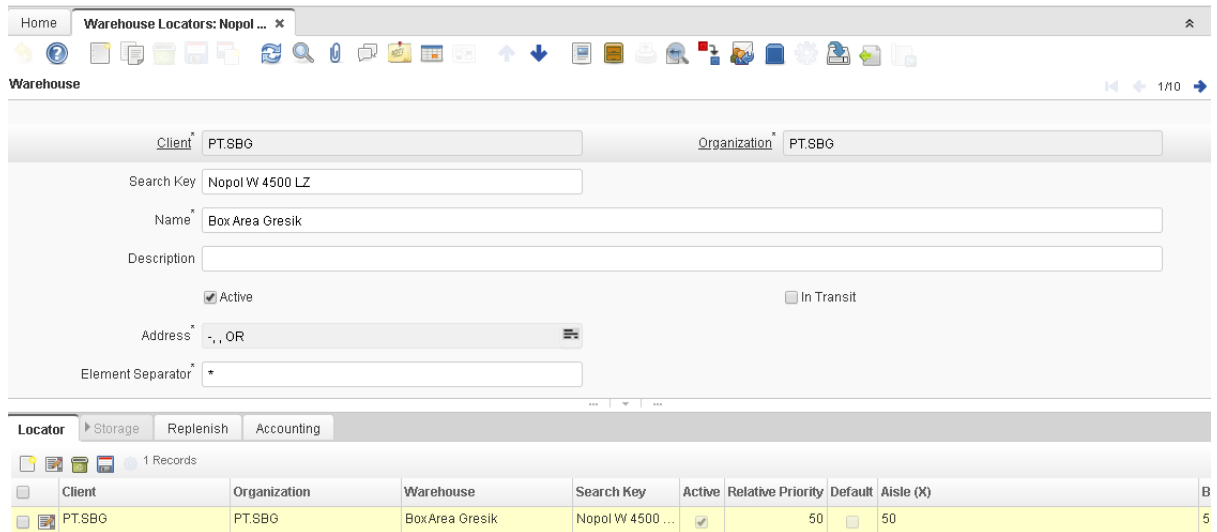 Home Warehouse Locators: Nopol ...
Warehouse 1/10
Client* PT.SBG Organization* PT.SBG
Search Key Nopol W 4500 LZ
Name* Box Area Gresik
Description
Active In Transit
Address* -, , OR
Element Separator* *
Locator Storage Replenish Accounting
1 Records
Client Organization Warehouse Search Key Active Relative Priority Default Aisle (X) B
PT.SBG PT.SBG Box Area Gresik Nopol W 4500 ... 50 50 5